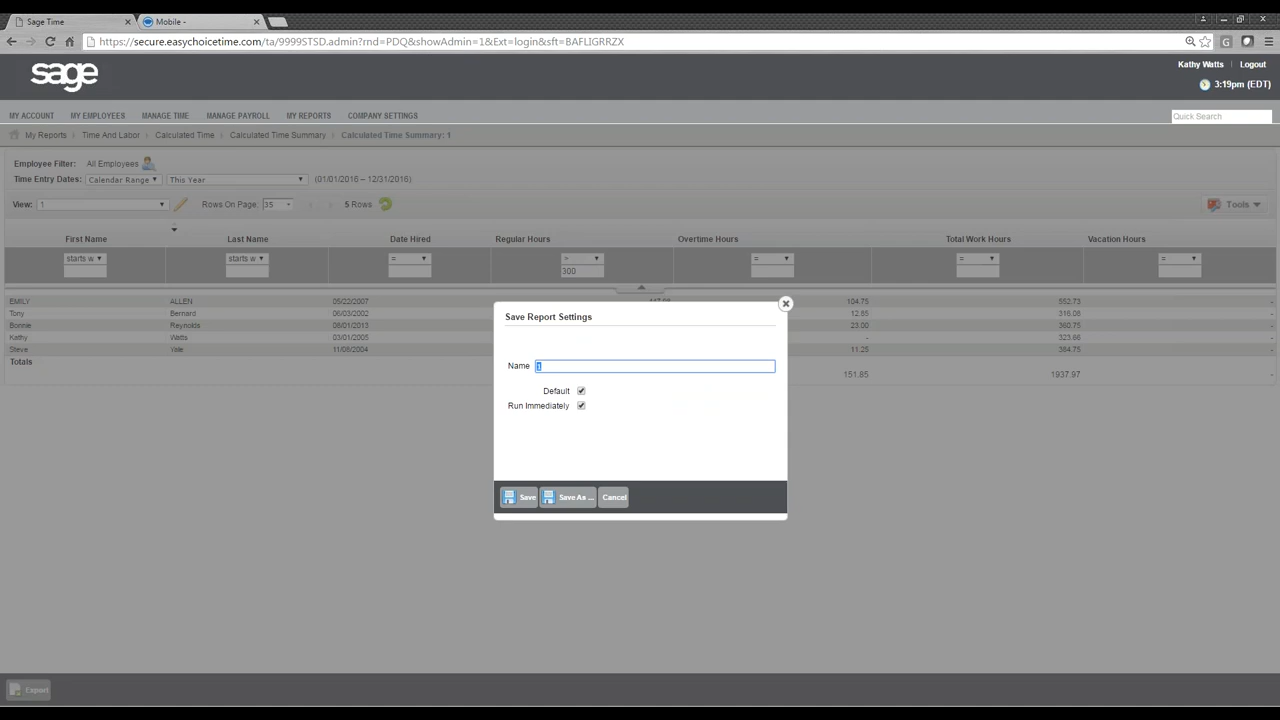 Sage Time
Mobile -
https://secure.easychoicetime.com/ta/9999STSD.admin?rnd=PDQ&showAdmin=1&Ext=login&sft=BAFLIGRRZX
sage
Kathy Watts | Logout
3:19pm (EDT)
MY ACCOUNT MY EMPLOYEES MANAGE TIME MANAGE PAYROLL MY REPORTS COMPANY SETTINGS
Quick Search
My Reports › Time And Labor › Calculated Time › Calculated Time Summary › Calculated Time Summary: 1
Employee Filter: All Employees
Time Entry Dates: Calendar Range This Year (01/01/2016 – 12/31/2016)
View: 1 Rows On Page: 35 5 Rows Tools
First Name Last Name Date Hired Regular Hours Overtime Hours Total Work Hours Vacation Hours
starts w starts w = > = = =
300
EMILY ALLEN 05/22/2007 104.75 552.73 -
Tony Bernard 06/03/2002 12.85 316.08 -
Bonnie Reynolds 08/01/2013 23.00 360.75 -
Kathy Watts 03/01/2005 - 323.66 -
Steve Yale 11/08/2004 11.25 384.75 -
Totals
151.85 1937.97 -
Save Report Settings
Name 1
Default
Run Immediately
Save Save As ... Cancel
Export